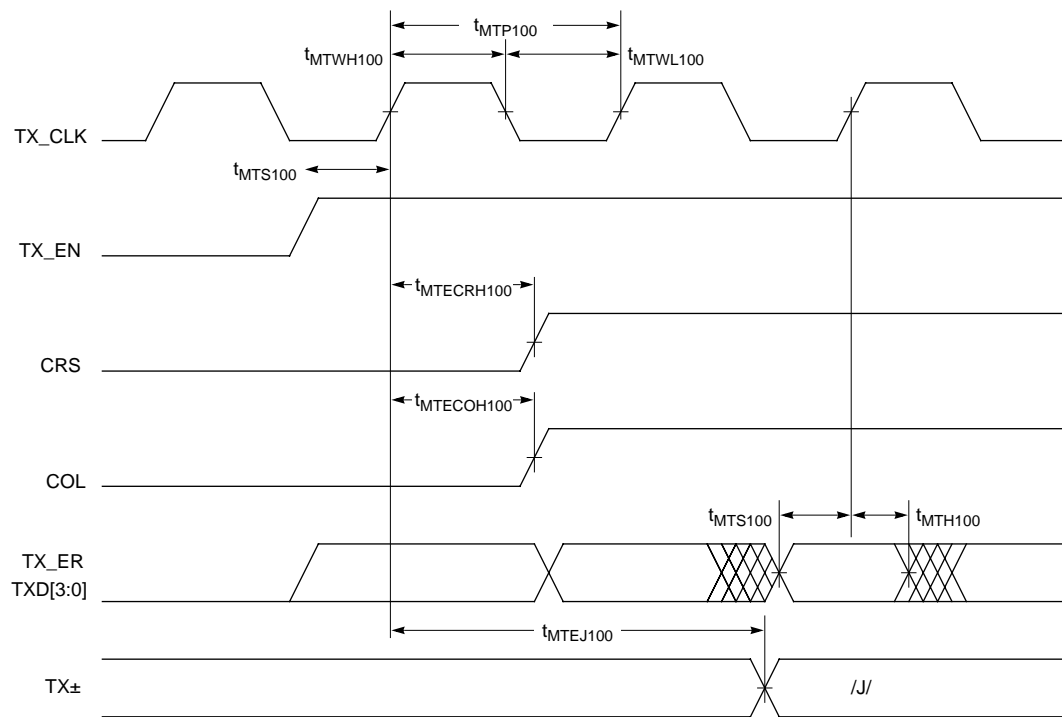 tMTP100
tMTWH100
tMTWL100
TX_CLK
tMTS100
TX_EN
tMTECRH100
CRS
tMTECOH100
COL
tMTS100
tMTH100
TX_ER
TXD[3:0]
tMTEJ100
TX±
/J/